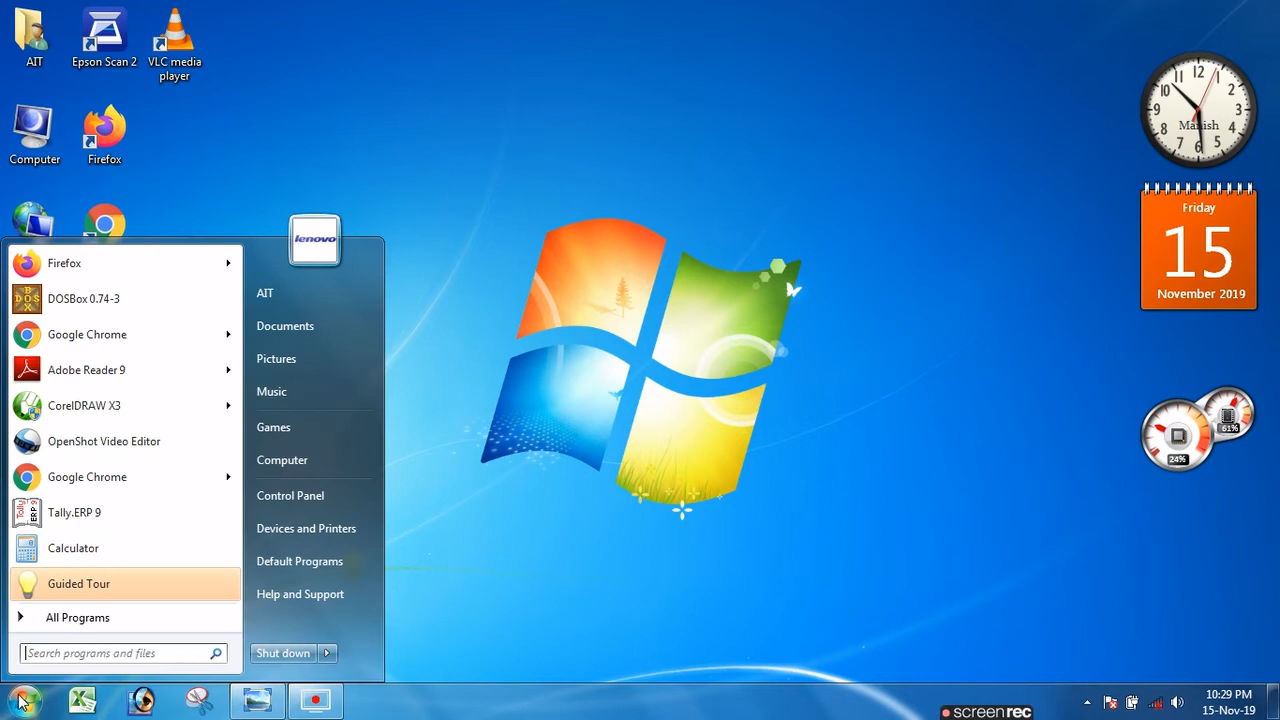 AIT
Epson Scan 2
VLC media
player
Computer
Firefox
12
1
2
3
4
5
6
7
8
9
10
11
Manish
Friday
15
November 2019
61%
24%
lenovo
Firefox
DOSBOX 0.74-3
Google Chrome
Adobe Reader 9
CorelDRAW X3
OpenShot Video Editor
Google Chrome
Tally.ERP 9
Calculator
Guided Tour
All Programs
Search programs and files
AIT
Documents
Pictures
Music
Games
Computer
Control Panel
Devices and Printers
Default Programs
Help and Support
Shut down
screenrec
10:29 PM
15-Nov-19